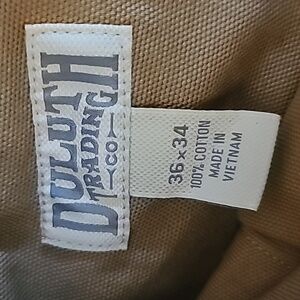 DULUTH
TRADING
CO
36 x 34
100% COTTON
MADE IN
VIETNAM